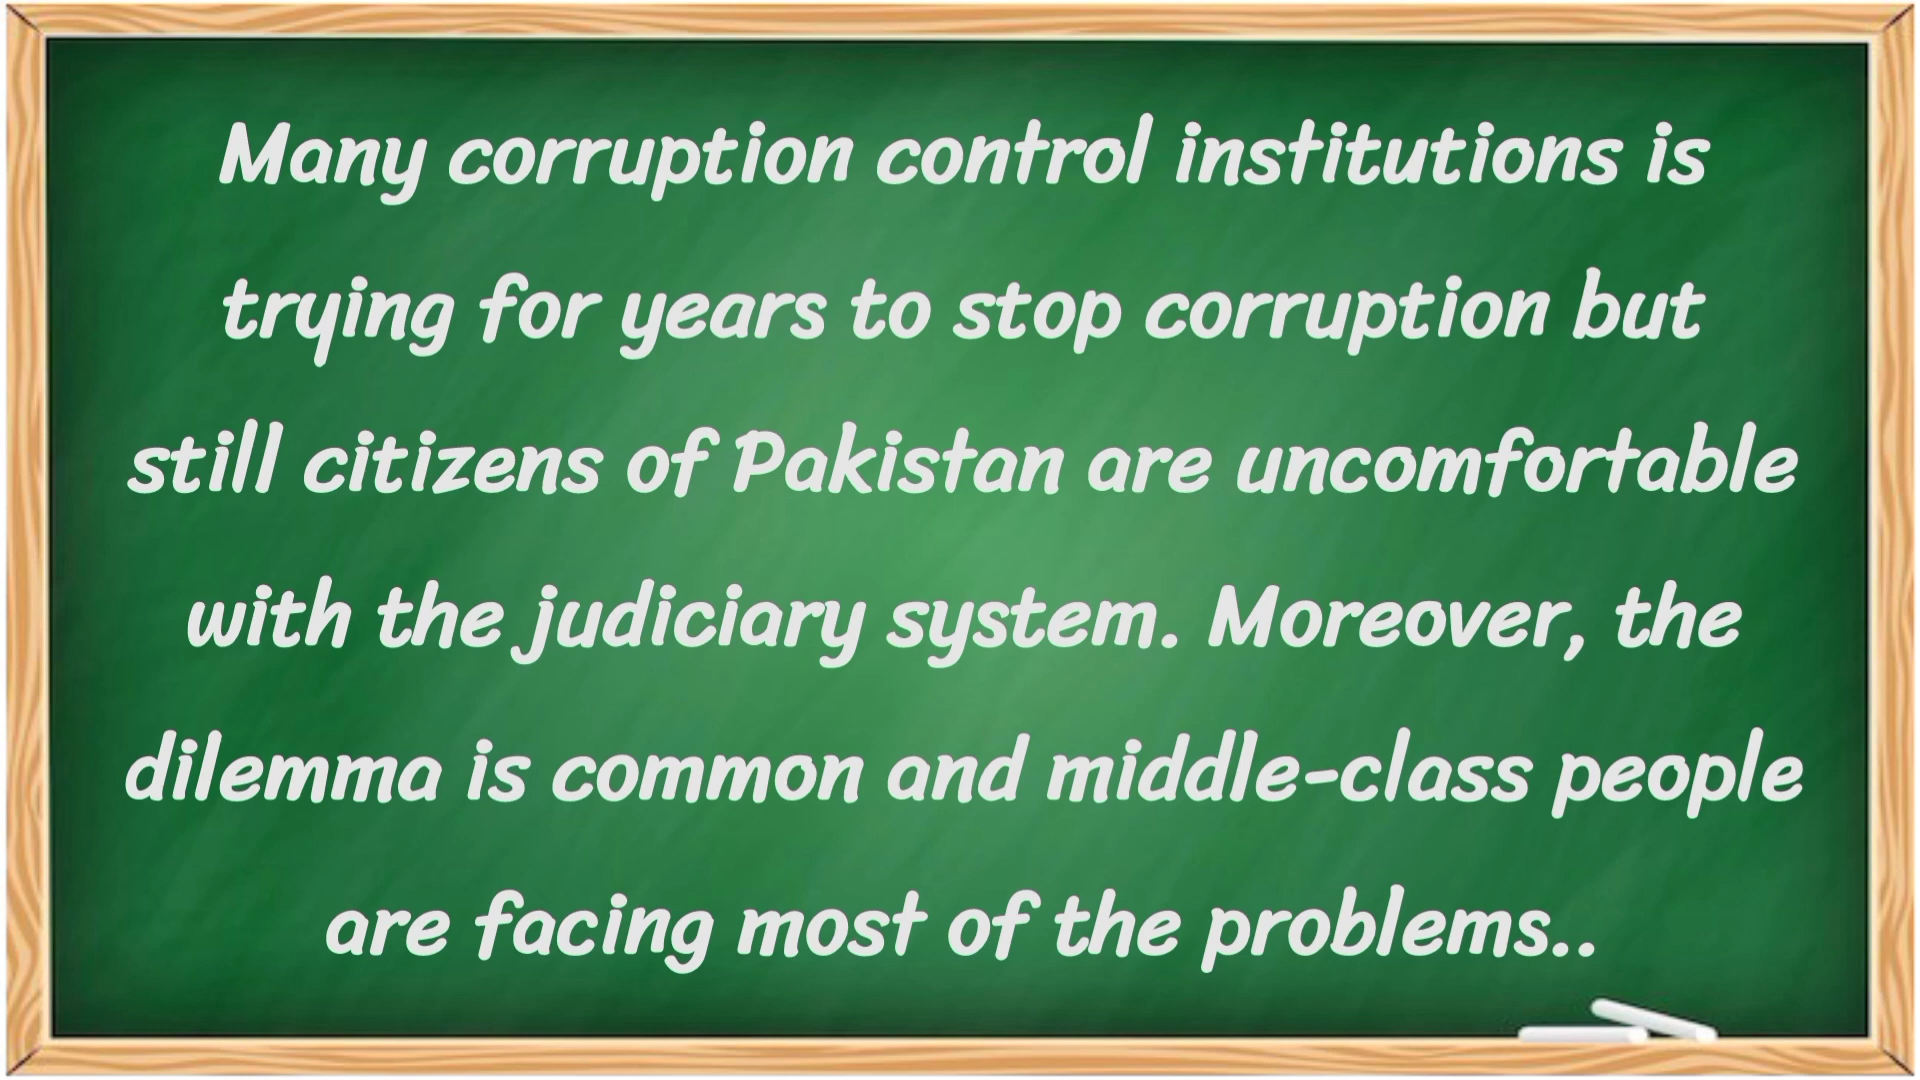 Many corruption control institutions is
trying for years to stop corruption but
still citizens of Pakistan are uncomfortable
with the judiciary system. Moreover, the
dilemma is common and middle-class people
are facing most of the problems..